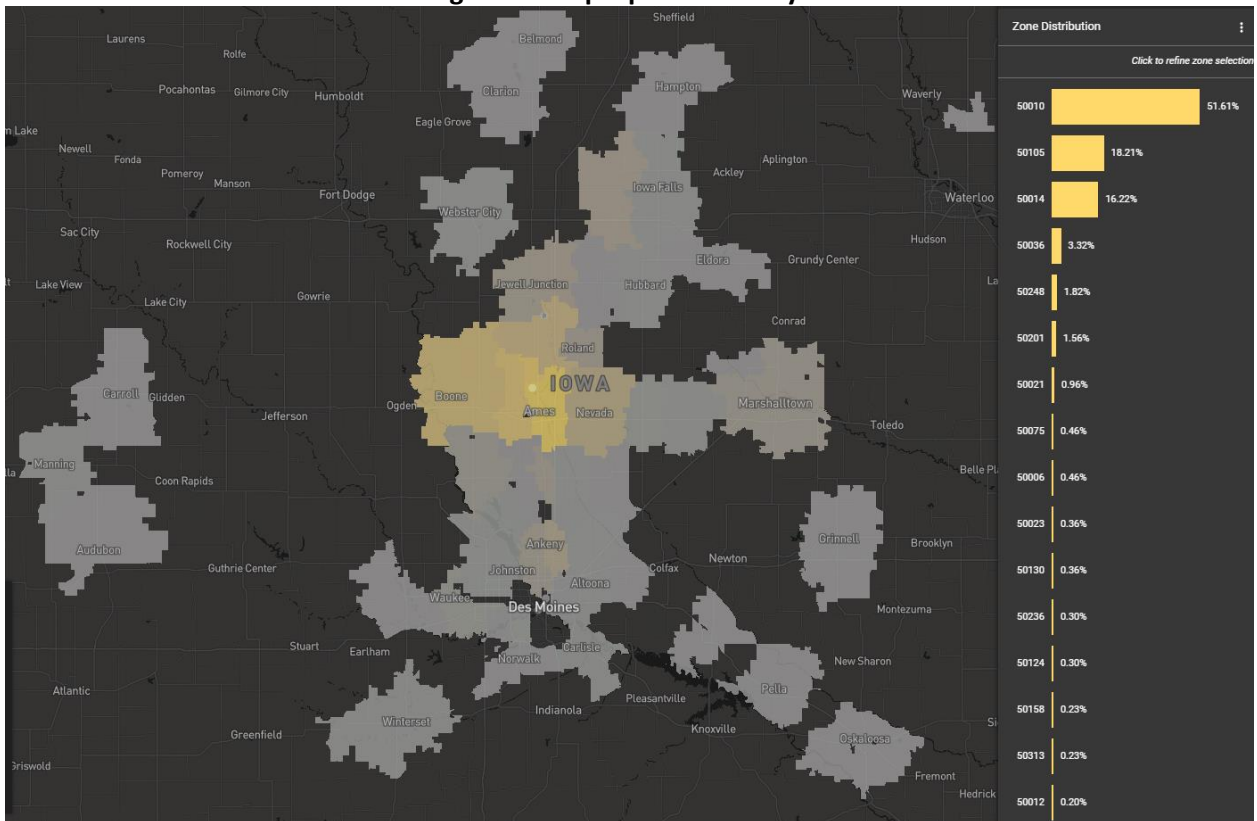 Sheffield
Laurens
Belmond
Rolfe
Hampton
Pocahontas
Gilmore City
Humboldt
Clarion
Waverly
Eagle Grove
m Lake
Newell
Fonda
Aplington
Pomeroy
Manson
Ackley
Fort Dodge
Iowa Falls
Waterloo
Webster City
Sac City
Rockwell City
Hudson
Eldora
Grundy Center
Lake View
Jewell Junction
Hubbard
Gowrie
Lake City
Conrad
Roland
IOWA
Carroll
Glidden
Boone
Ogden
Ames
Nevada
Marshalltown
Jefferson
Toledo
Manning
Belle Pl
Coon Rapids
Audubon
Ankeny
Grinnell
Brooklyn
Newton
Guthrie Center
Johnston
Colfax
Altoona
Waukee
Des Moines
Montezuma
Stuart
Earlham
Norwalk
Carlisle
New Sharon
Atlantic
Pella
Pleasantville
Indianola
Winterset
Knoxville
Greenfield
Oskaloosa
Griswold
Fremont
Hedrick
Zone Distribution
Click to refine zone selection
50010 51.61%
50105 18.21%
50014 16.22%
50036 3.32%
50248 1.82%
50201 1.56%
50021 0.96%
50075 0.46%
50006 0.46%
50023 0.36%
50130 0.36%
50236 0.30%
50124 0.30%
50158 0.23%
50313 0.23%
50012 0.20%